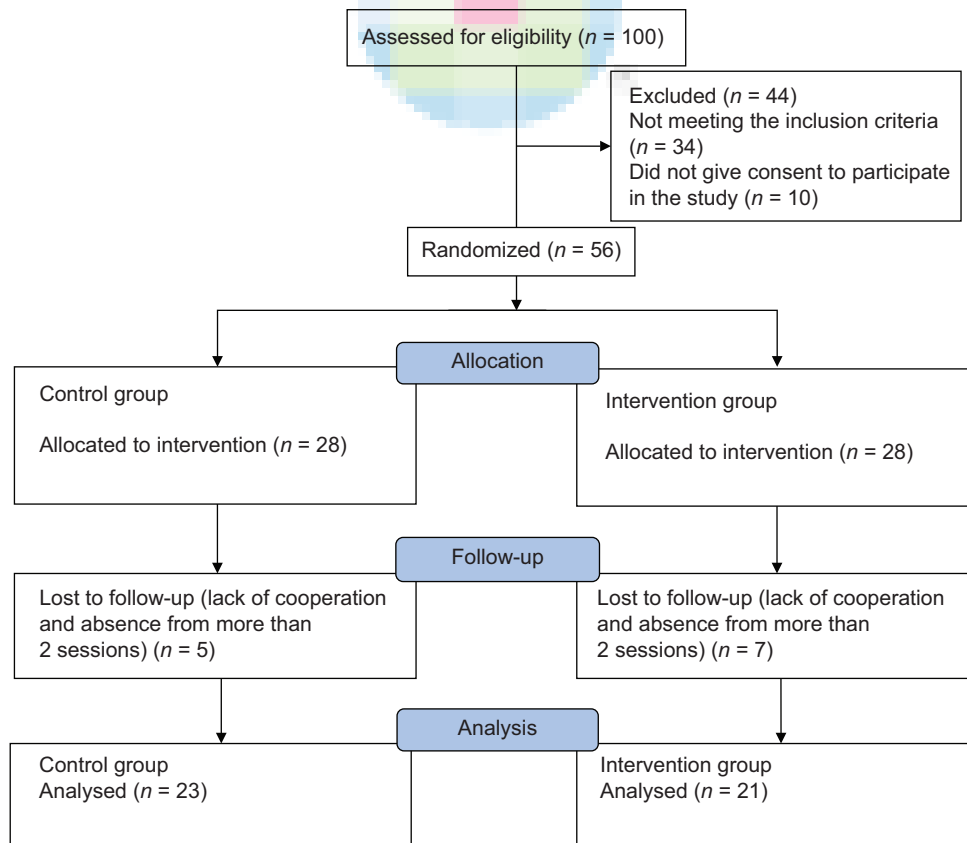 Assessed for eligibility (n = 100)
Excluded (n = 44)
Not meeting the inclusion criteria
(n = 34)
Did not give consent to participate
in the study (n = 10)
Randomized (n = 56)
Allocation
Control group
Allocated to intervention (n = 28)
Intervention group
Allocated to intervention (n = 28)
Follow-up
Lost to follow-up (lack of cooperation
and absence from more than
2 sessions) (n = 5)
Lost to follow-up (lack of cooperation
and absence from more than
2 sessions) (n = 7)
Analysis
Control group
Analysed (n = 23)
Intervention group
Analysed (n = 21)